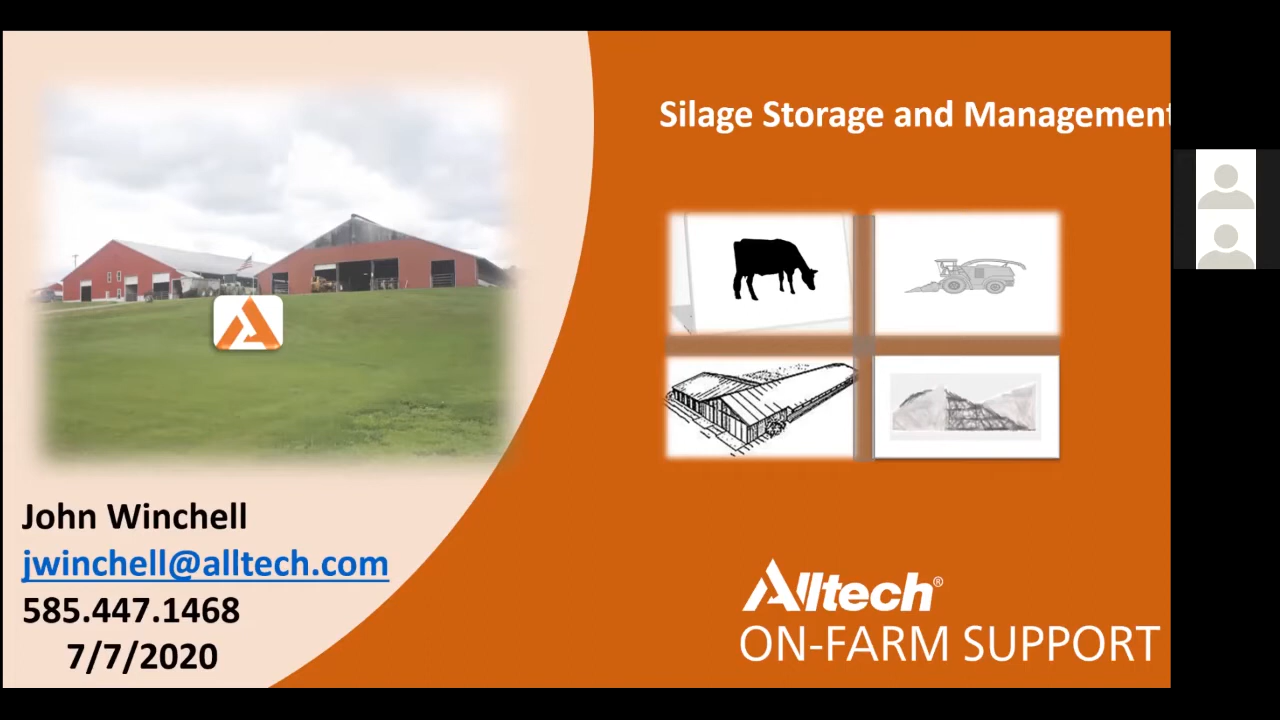 Silage Storage and Management
John Winchell
jwinchell@alltech.com
585.447.1468
7/7/2020
Alltech®
ON-FARM SUPPORT